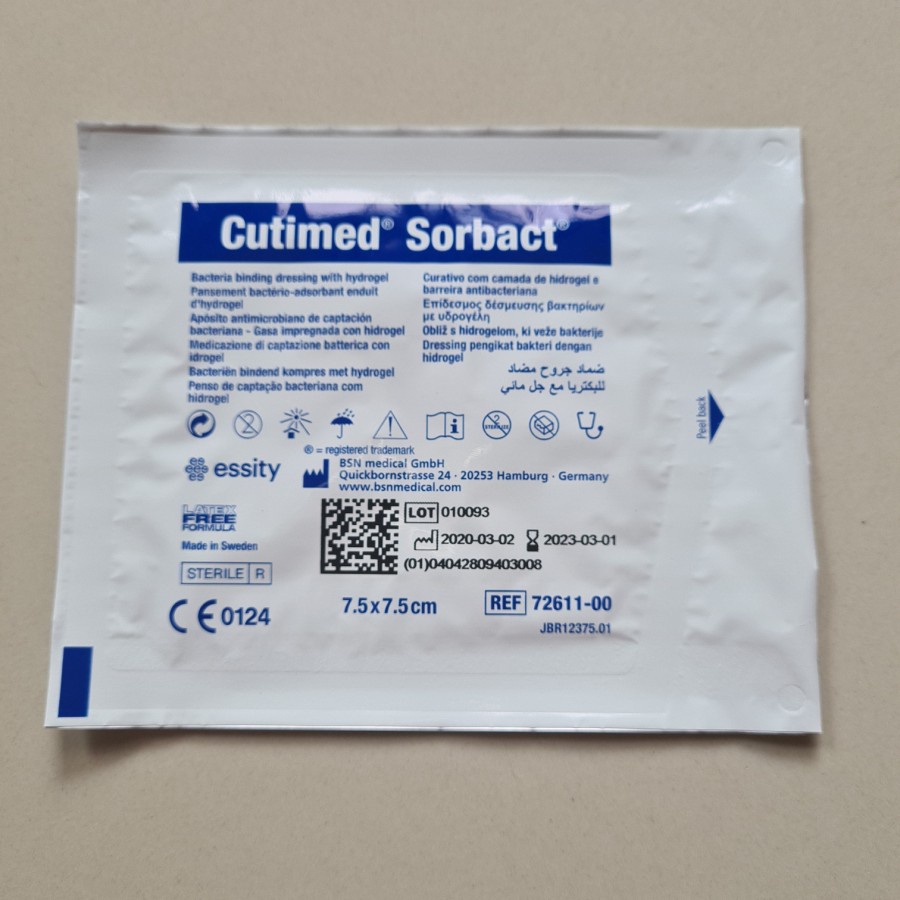 Cutimed® Sorbact®
Bacteria binding dressing with hydrogel
Pansement bactério-adsorbant enduit
d'hydrogel
Apósito antimicrobiano de captación
bacteriana - Gasa impregnada con hidrogel
Medicazione di captazione batterica con
idrogel
Bacteriën bindend kompres met hydrogel
Penso de captação bacteriana com
hidrogel
Curativo com camada de hidrogel e
barreira antibacteriana
Επίδεσμος δέσμευσης βακτηρίων
με υδρογέλη
Obliž s hidrogelom, ki veže bakterije
Dressing pengikat bakteri dengan
hidrogel
ضماد جروح مضاد
للبكتريا مع جل مائي
Peel back
2
i
2
STERILIZE
® = registered trademark
essity
BSN medical GmbH
Quickbornstrasse 24 · 20253 Hamburg · Germany
www.bsnmedical.com
LATEX
FREE
FORMULA
LOT 010093
2020-03-02 2023-03-01
Made in Sweden
(01)04042809403008
STERILE R
CE 0124
7.5 x 7.5 cm
REF 72611-00
JBR12375.01